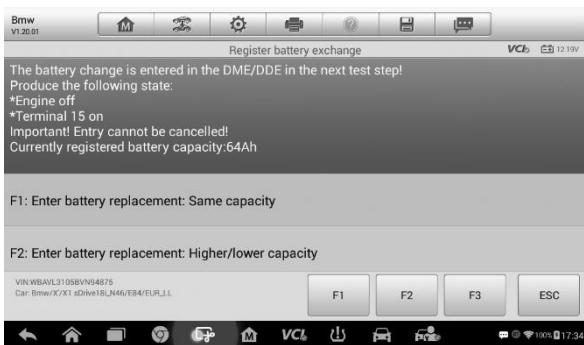 Bmw
V1.20.01
Register battery exchange
VCI 12.19V
The battery change is entered in the DME/DDE in the next test step!
Produce the following state:
*Engine off
*Terminal 15 on
Important! Entry cannot be cancelled!
Currently registered battery capacity:64Ah
F1: Enter battery replacement: Same capacity
F2: Enter battery replacement: Higher/lower capacity
VIN:WBAVL3105BVN94875
Car: Bmw/X'/X1 sDrive18i_N46/E84/EUR_LL
F1 F2 F3 ESC
VCI 100% 17:34